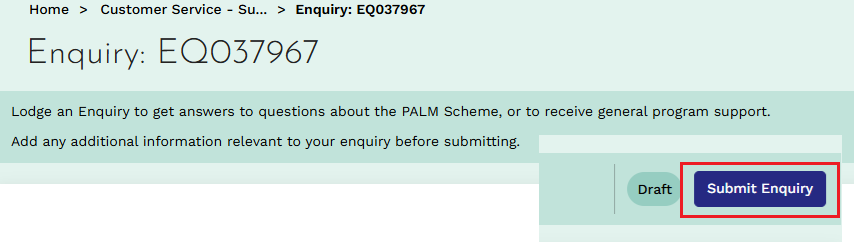 Home > Customer Service - Su... > Enquiry: EQ037967
Enquiry: EQ037967
Lodge an Enquiry to get answers to questions about the PALM Scheme, or to receive general program support.
Add any additional information relevant to your enquiry before submitting.
Draft
Submit Enquiry